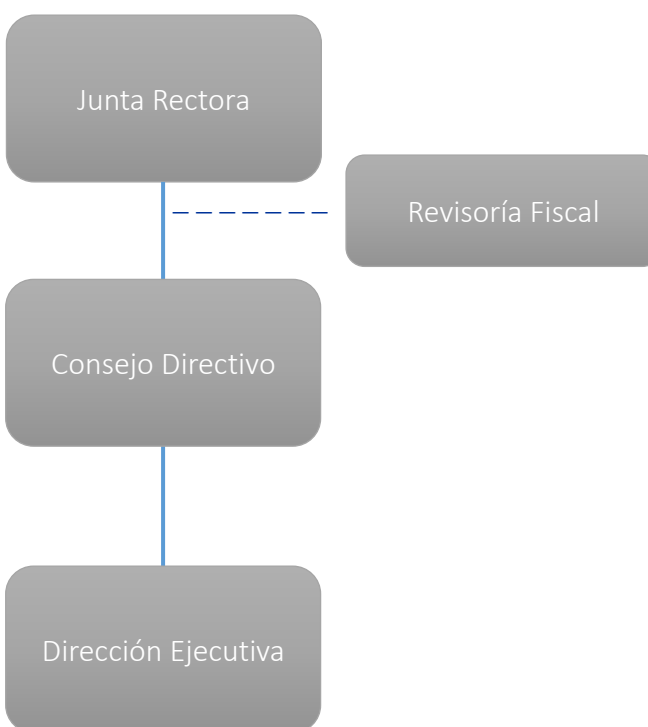 Junta Rectora
Revisoría Fiscal
Consejo Directivo
Dirección Ejecutiva